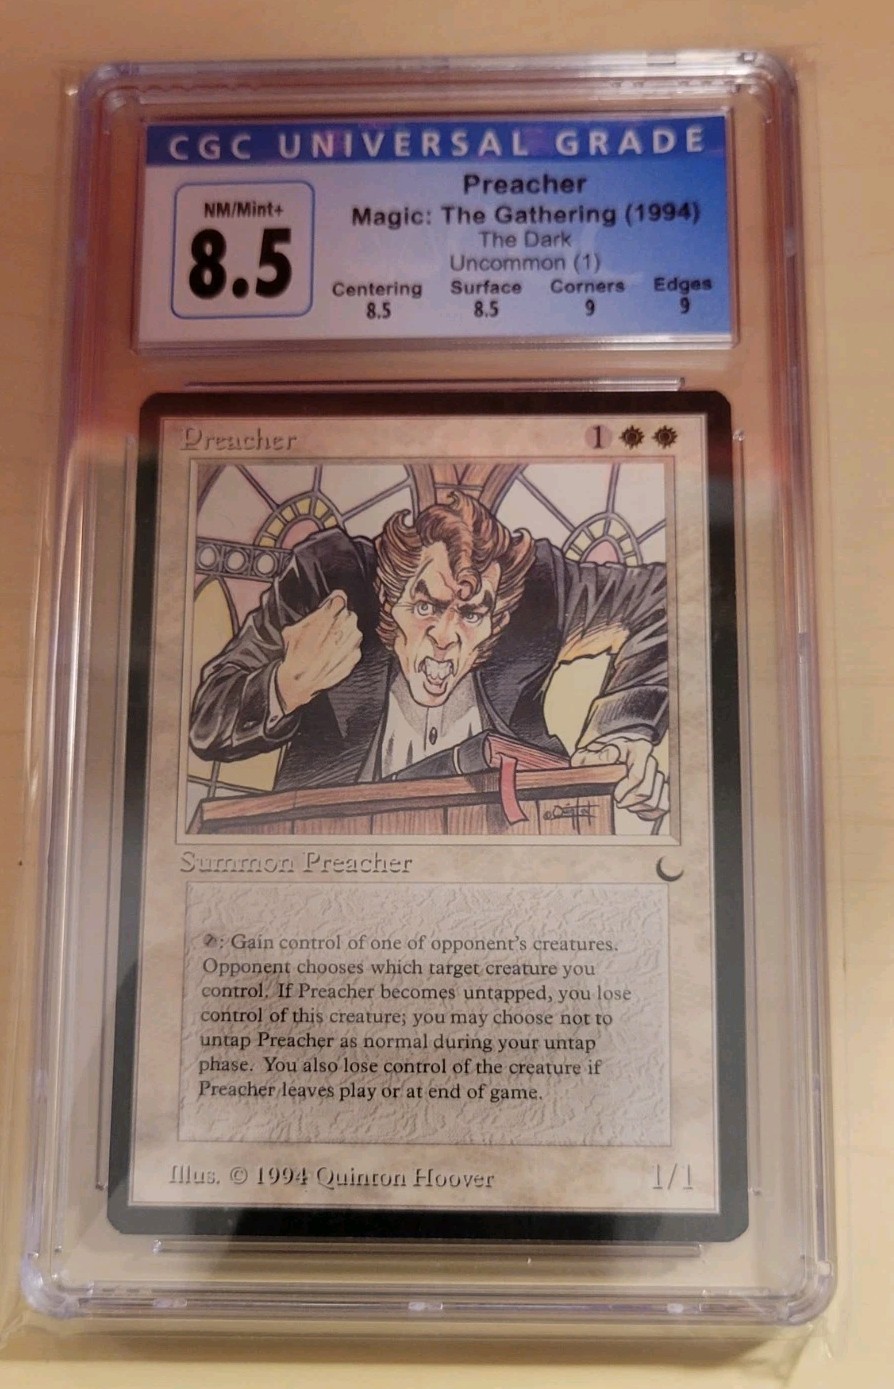 CGC UNIVERSAL GRADE
NM/Mint+
8.5
Preacher
Magic: The Gathering (1994)
The Dark
Uncommon (1)
Centering Surface Corners Edges
8.5 8.5 9 9
Preacher 1
Summon Preacher
: Gain control of one of opponent's creatures.
Opponent chooses which target creature you
control. If Preacher becomes untapped, you lose
control of this creature; you may choose not to
untap Preacher as normal during your untap
phase. You also lose control of the creature if
Preacher leaves play or at end of game.
Illus. © 1994 Quinton Hoover 1/1